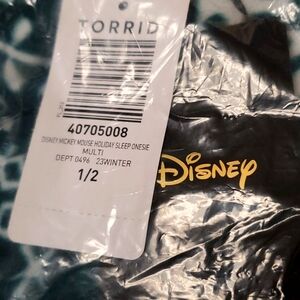 TORRID
40705008
DISNEY MICKEY MOUSE HOLIDAY SLEEP ONESIE
MULTI
DEPT 0496 23WINTER
1/2
Disney